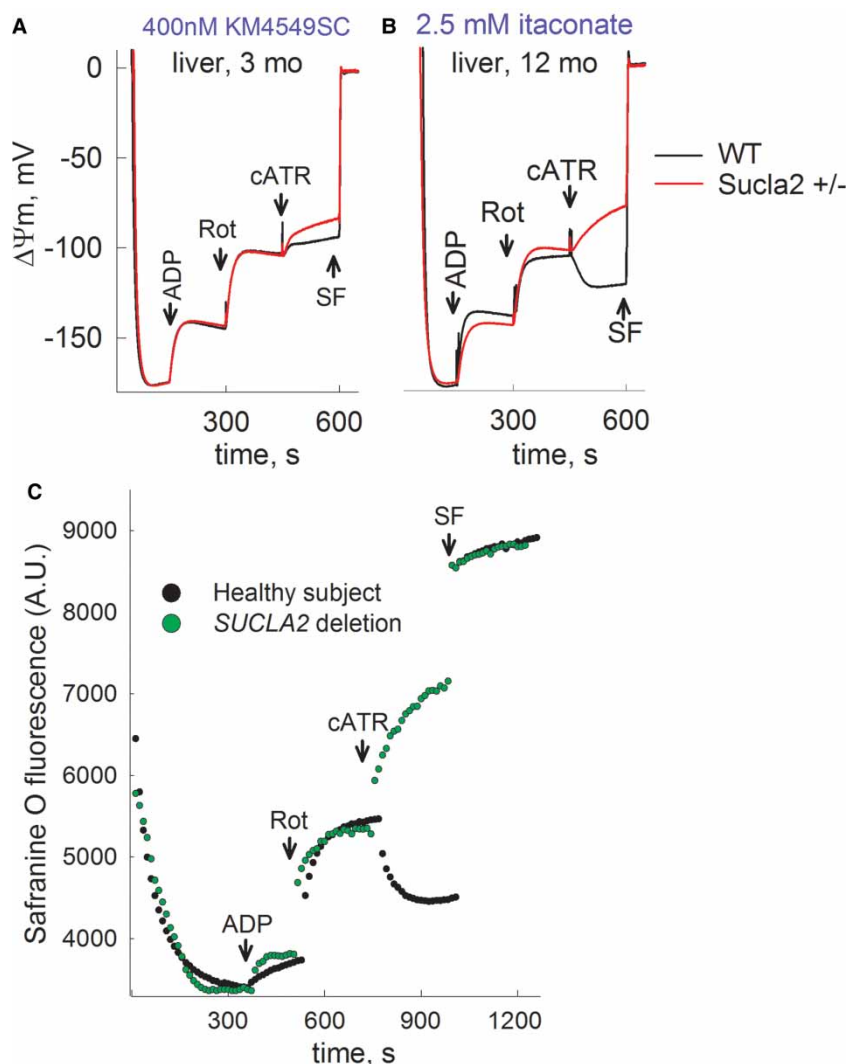 A
400nM KM4549SC
liver, 3 mo
B
2.5 mM itaconate
liver, 12 mo
0
-50
-100
-150
ΔΨm, mV
ADP
Rot
cATR
SF
300
600
time, s
ADP
Rot
cATR
SF
300
600
time, s
WT
Sucla2 +/-
C
9000
8000
7000
6000
5000
4000
Safranine O fluorescence (A.U.)
Healthy subject
SUCLA2 deletion
ADP
Rot
cATR
SF
300
600
900
1200
time, s